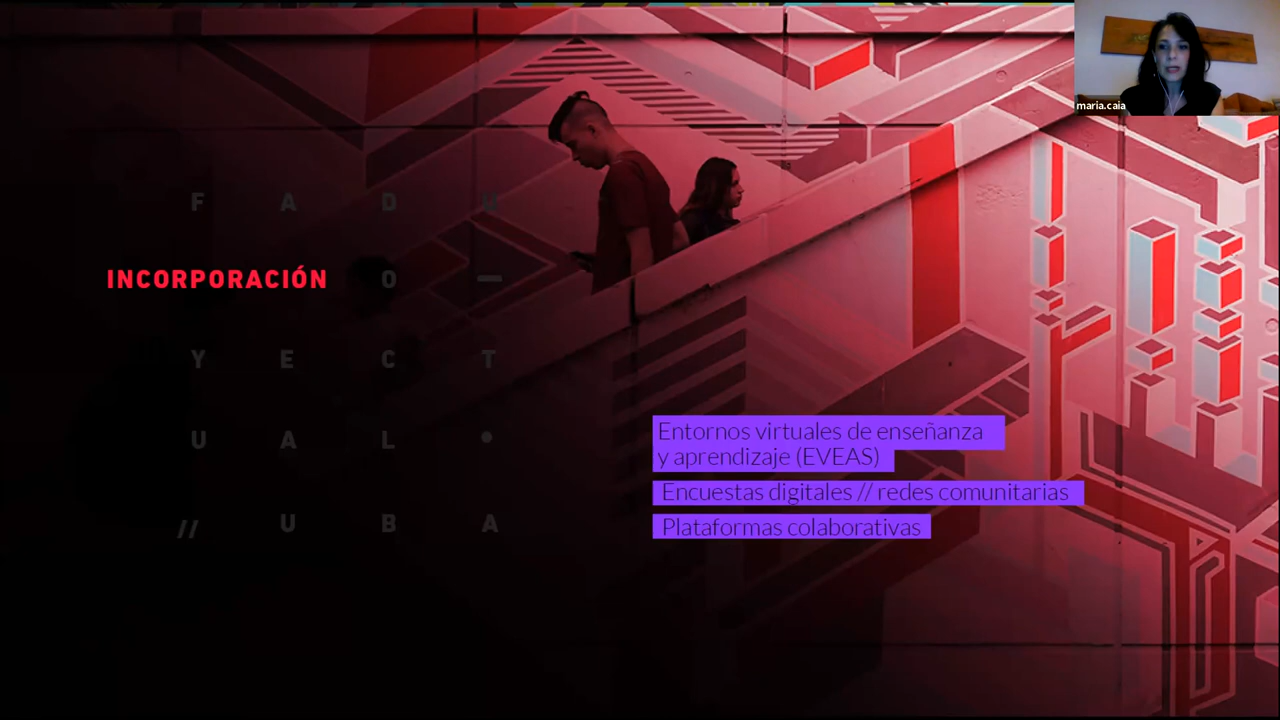 maria.caia
F A D U
INCORPORACIÓN O —
Y E C T
U A L •
// U B A
Entornos virtuales de enseñanza
y aprendizaje (EVEAS)
Encuestas digitales // redes comunitarias
Plataformas colaborativas